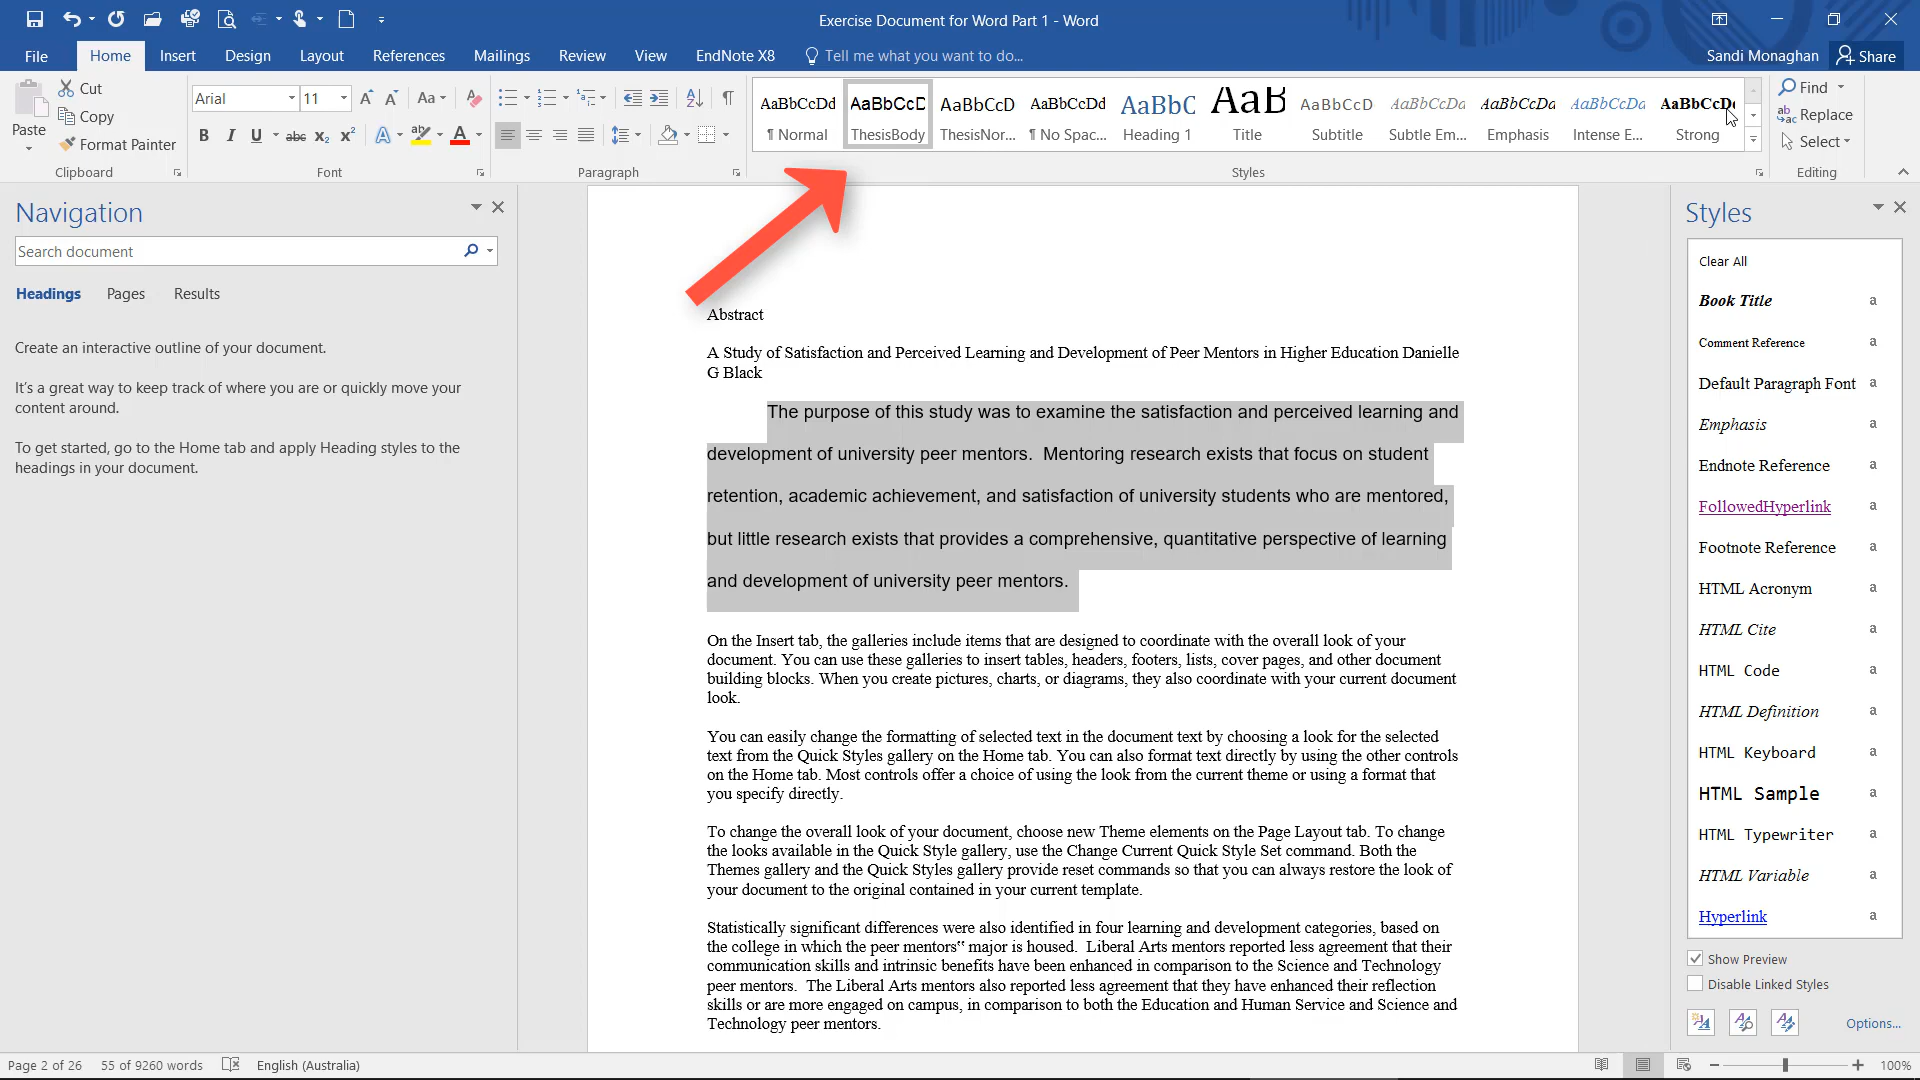 Exercise Document for Word Part 1 - Word
File Home Insert Design Layout References Mailings Review View EndNote X8 Tell me what you want to do... Sandi Monaghan Share
Paste
Cut
Copy
Format Painter
Clipboard
Arial 11
Font
Paragraph
AaBbCcDd AaBbCcD AaBbCcD AaBbCcDd AaBbC AaB AaBbCcD AaBbCcDd AaBbCcDd AaBbCcDd AaBbCcDd
¶ Normal ThesisBody ThesisNor... ¶ No Spac... Heading 1 Title Subtitle Subtle Em... Emphasis Intense E... Strong
Styles
Find
Replace
Select
Editing
Navigation
Search document
Headings Pages Results
Create an interactive outline of your document.
It's a great way to keep track of where you are or quickly move your
content around.
To get started, go to the Home tab and apply Heading styles to the
headings in your document.
Abstract
A Study of Satisfaction and Perceived Learning and Development of Peer Mentors in Higher Education Danielle
G Black
The purpose of this study was to examine the satisfaction and perceived learning and
development of university peer mentors. Mentoring research exists that focus on student
retention, academic achievement, and satisfaction of university students who are mentored,
but little research exists that provides a comprehensive, quantitative perspective of learning
and development of university peer mentors.
On the Insert tab, the galleries include items that are designed to coordinate with the overall look of your
document. You can use these galleries to insert tables, headers, footers, lists, cover pages, and other document
building blocks. When you create pictures, charts, or diagrams, they also coordinate with your current document
look.
You can easily change the formatting of selected text in the document text by choosing a look for the selected
text from the Quick Styles gallery on the Home tab. You can also format text directly by using the other controls
on the Home tab. Most controls offer a choice of using the look from the current theme or using a format that
you specify directly.
To change the overall look of your document, choose new Theme elements on the Page Layout tab. To change
the looks available in the Quick Style gallery, use the Change Current Quick Style Set command. Both the
Themes gallery and the Quick Styles gallery provide reset commands so that you can always restore the look of
your document to the original contained in your current template.
Statistically significant differences were also identified in four learning and development categories, based on
the college in which the peer mentors‟ major is housed. Liberal Arts mentors reported less agreement that their
communication skills and intrinsic benefits have been enhanced in comparison to the Science and Technology
peer mentors. The Liberal Arts mentors also reported less agreement that they have enhanced their reflection
skills or are more engaged on campus, in comparison to both the Education and Human Service and Science and
Technology peer mentors.
Styles
Clear All
Book Title a
Comment Reference a
Default Paragraph Font a
Emphasis a
Endnote Reference a
FollowedHyperlink a
Footnote Reference a
HTML Acronym a
HTML Cite a
HTML Code a
HTML Definition a
HTML Keyboard a
HTML Sample a
HTML Typewriter a
HTML Variable a
Hyperlink a
Show Preview
Disable Linked Styles
Options...
Page 2 of 26 55 of 9260 words English (Australia) 100%